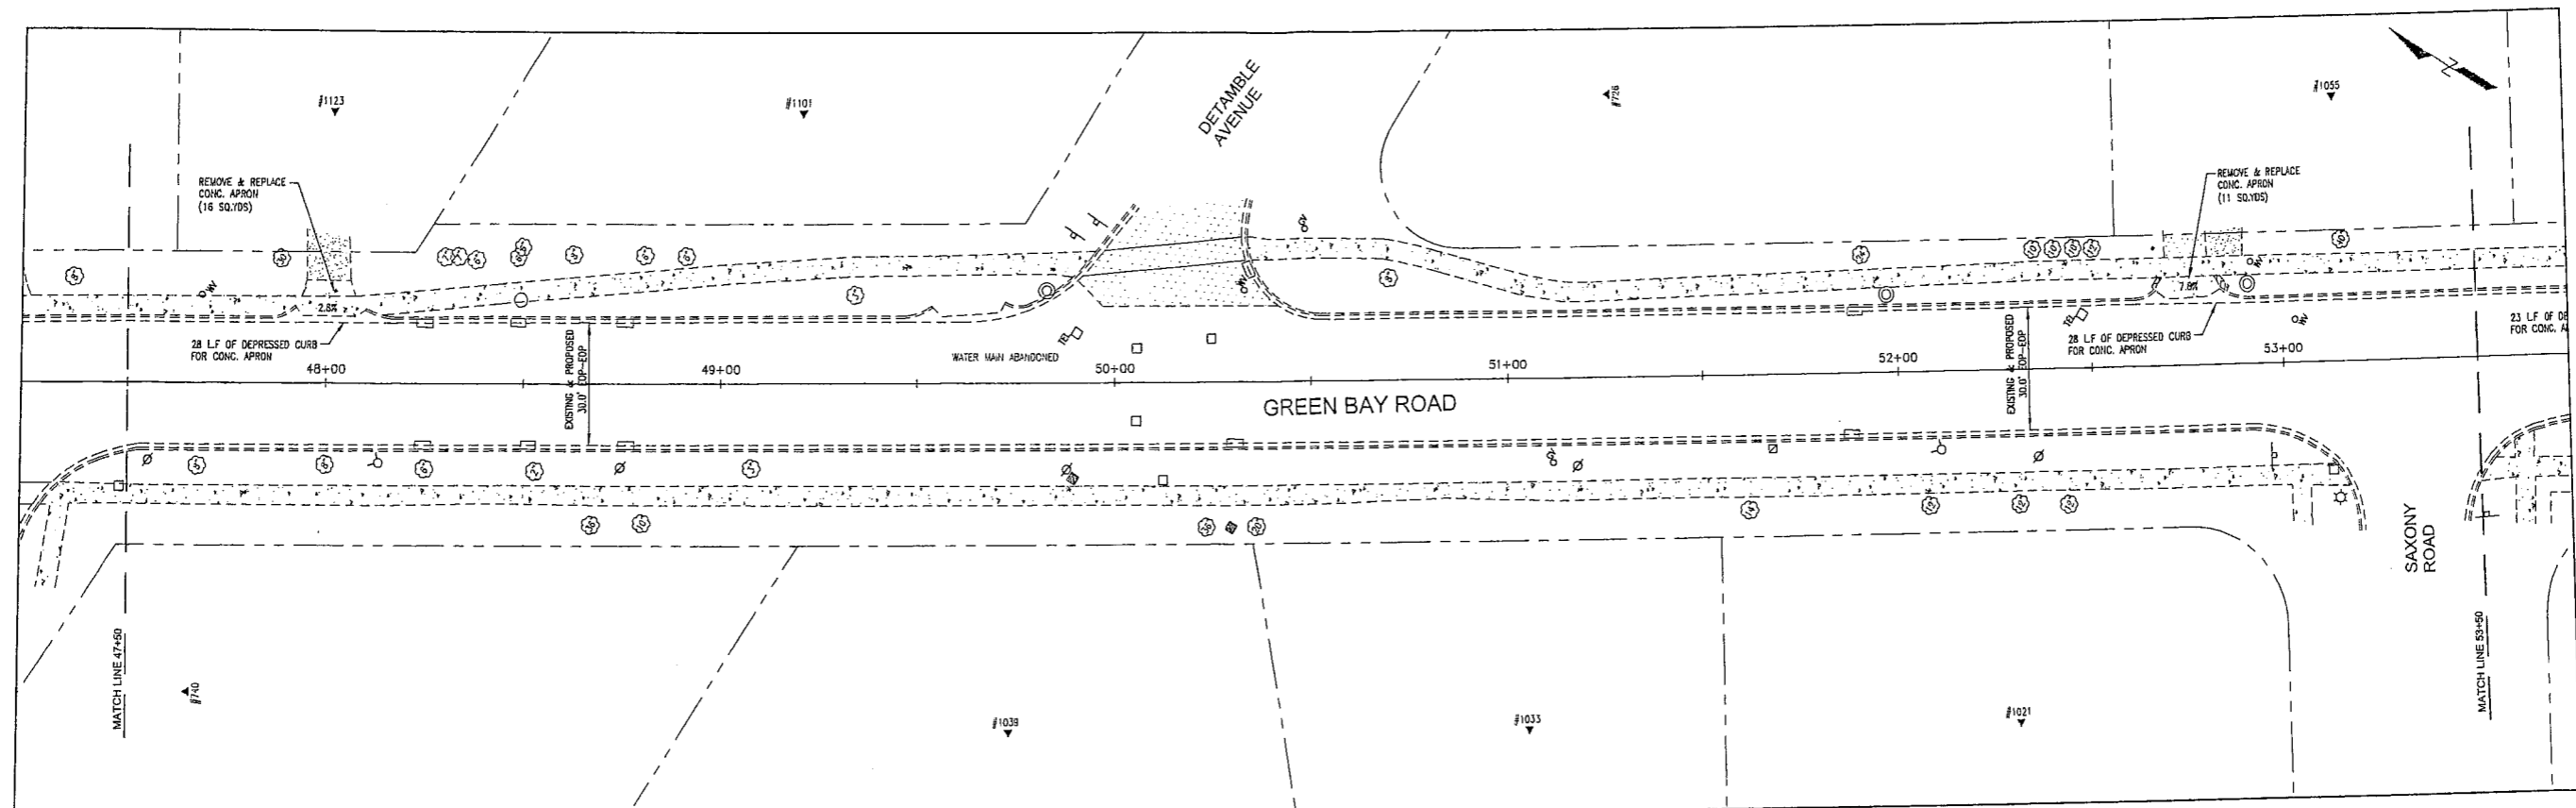 #1123
#1101
DETAMBLE
AVENUE
#726
#1055
N
REMOVE & REPLACE
CONC. APRON
(16 SQ.YDS)
REMOVE & REPLACE
CONC. APRON
(11 SQ.YDS)
2.8%
7.8%
28 LF OF DEPRESSED CURB
FOR CONC. APRON
EXISTING & PROPOSED
30.0' EOP-EOP
WATER MAIN ABANDONED
EXISTING & PROPOSED
30.0' EOP-EOP
28 LF OF DEPRESSED CURB
FOR CONC. APRON
23 LF OF DE
FOR CONC. A
48+00
49+00
50+00
51+00
52+00
53+00
GREEN BAY ROAD
SAXONY
ROAD
MATCH LINE 47+50
MATCH LINE 53+50
#740
#1039
#1033
#1021